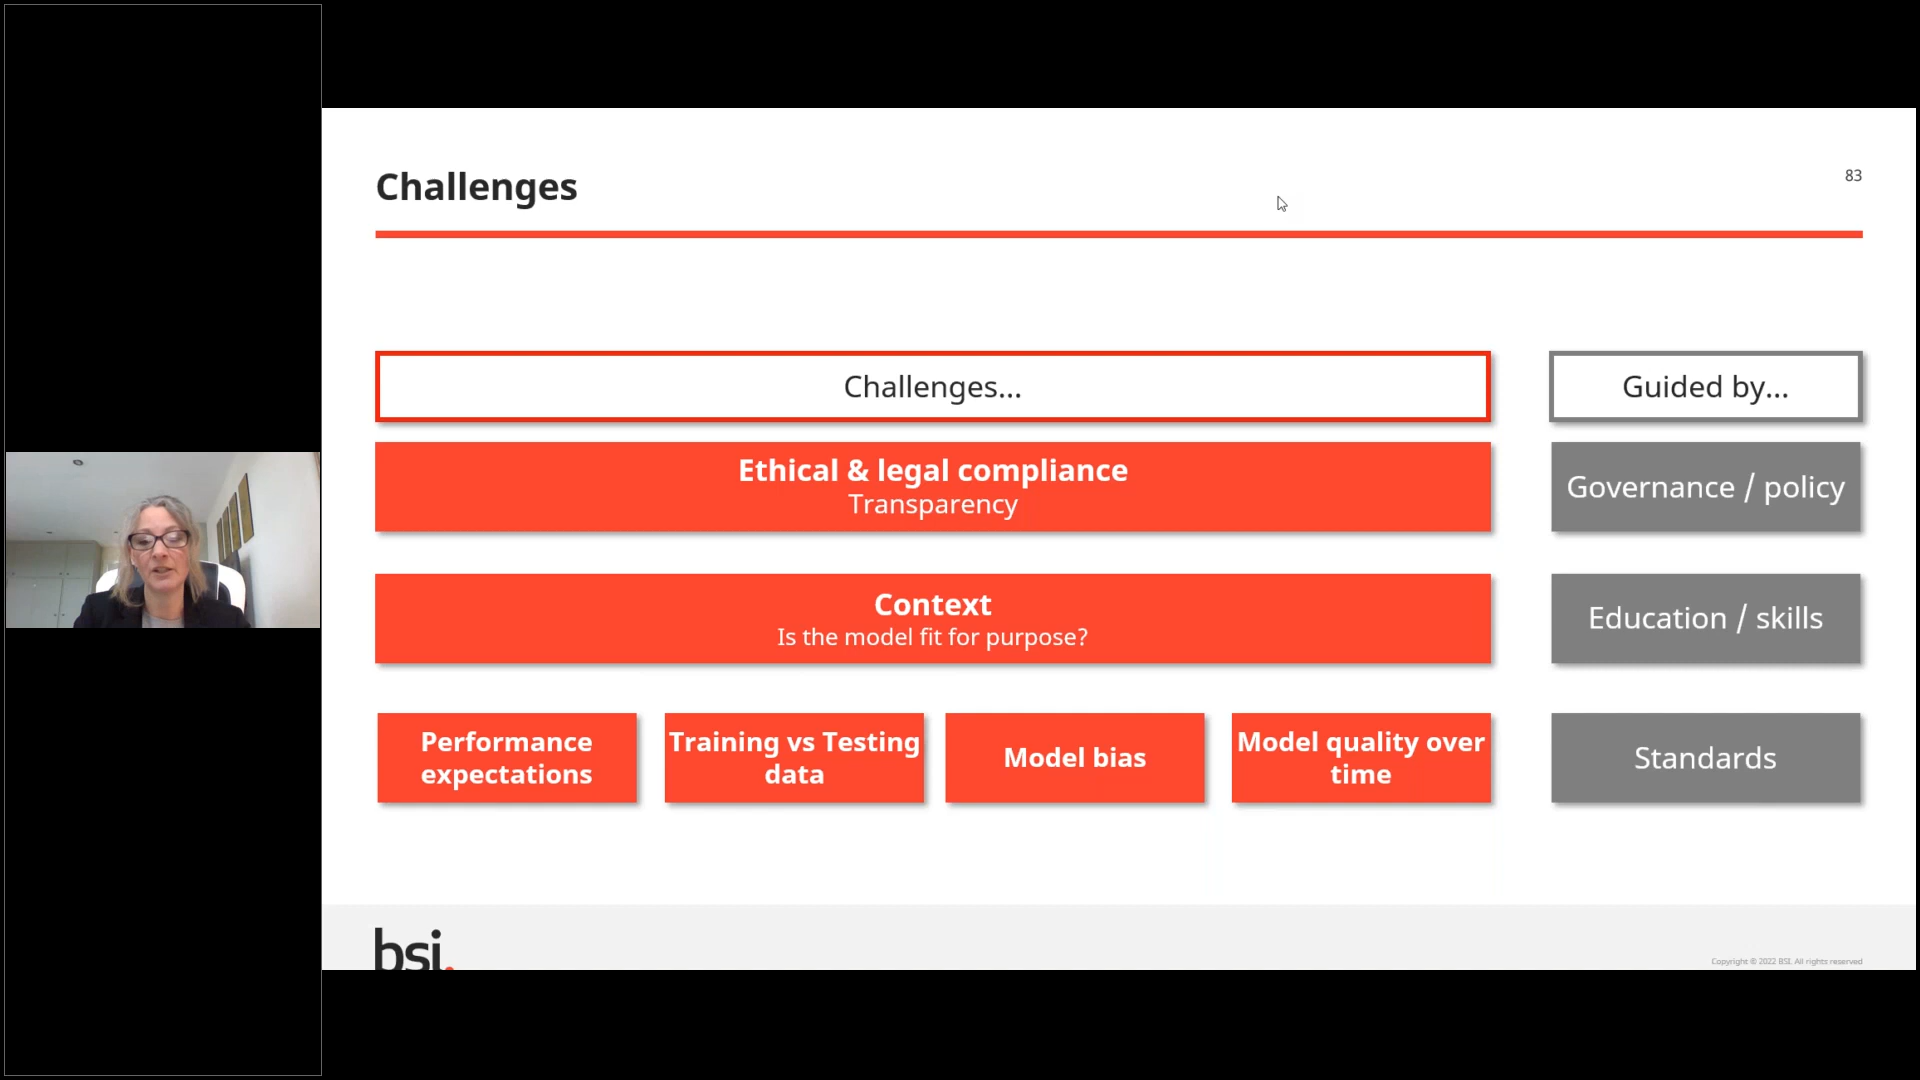 Challenges
83
Challenges...
Guided by...
Ethical & legal compliance
Transparency
Governance / policy
Context
Is the model fit for purpose?
Education / skills
Performance
expectations
Training vs Testing
data
Model bias
Model quality over
time
Standards
bsi.
Copyright © 2022 BSI. All rights reserved